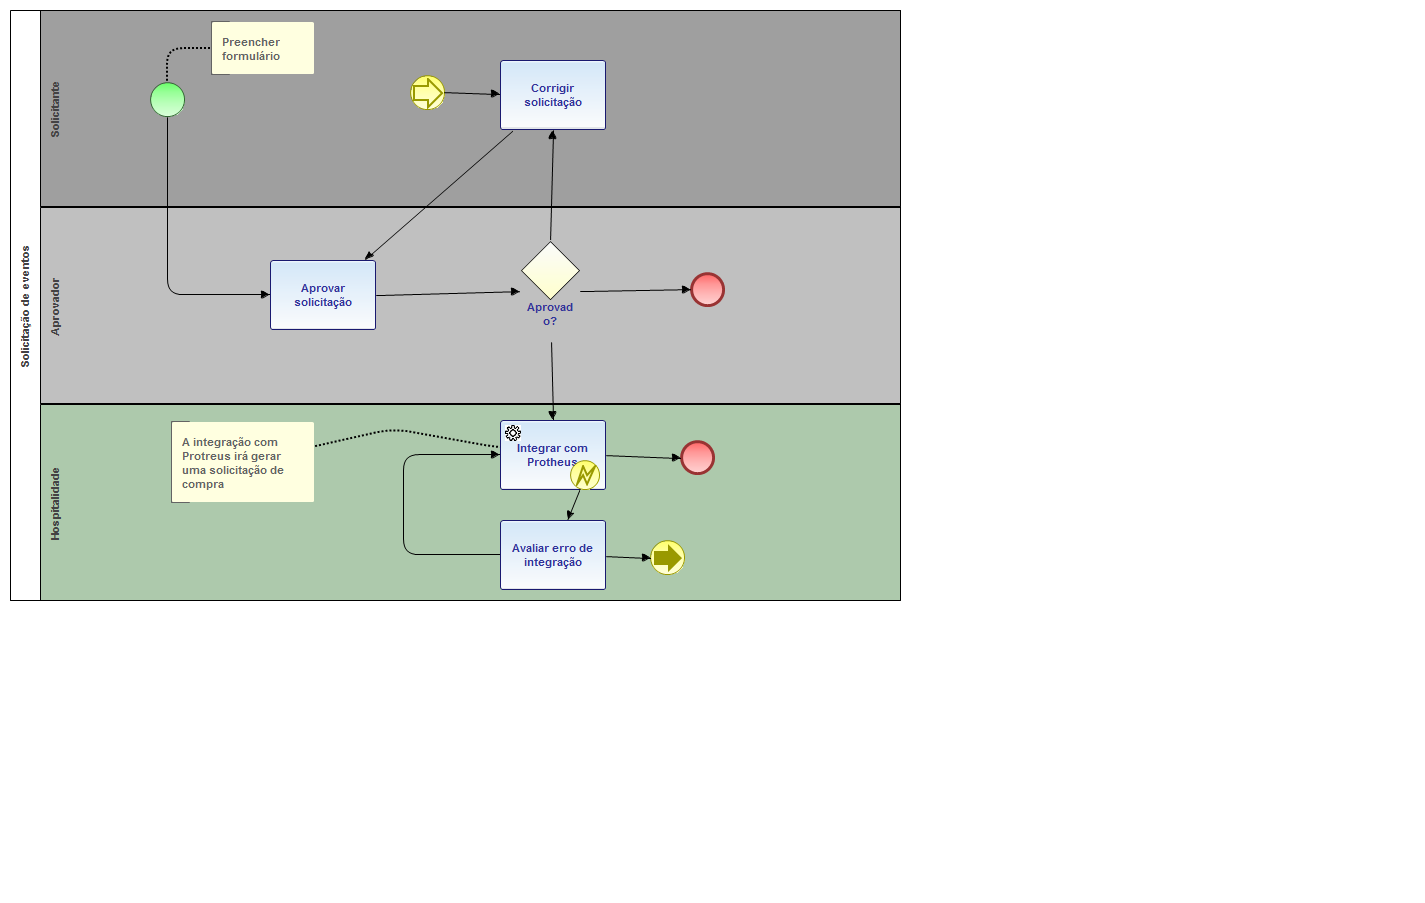 Solicitação de eventos
Solicitante
Preencher
formulário
Corrigir
solicitação
Aprovador
Aprovar
solicitação
Aprovad
o?
Hospitalidade
A integração com
Protreus irá gerar
uma solicitação de
compra
Integrar com
Protheus
Avaliar erro de
integração